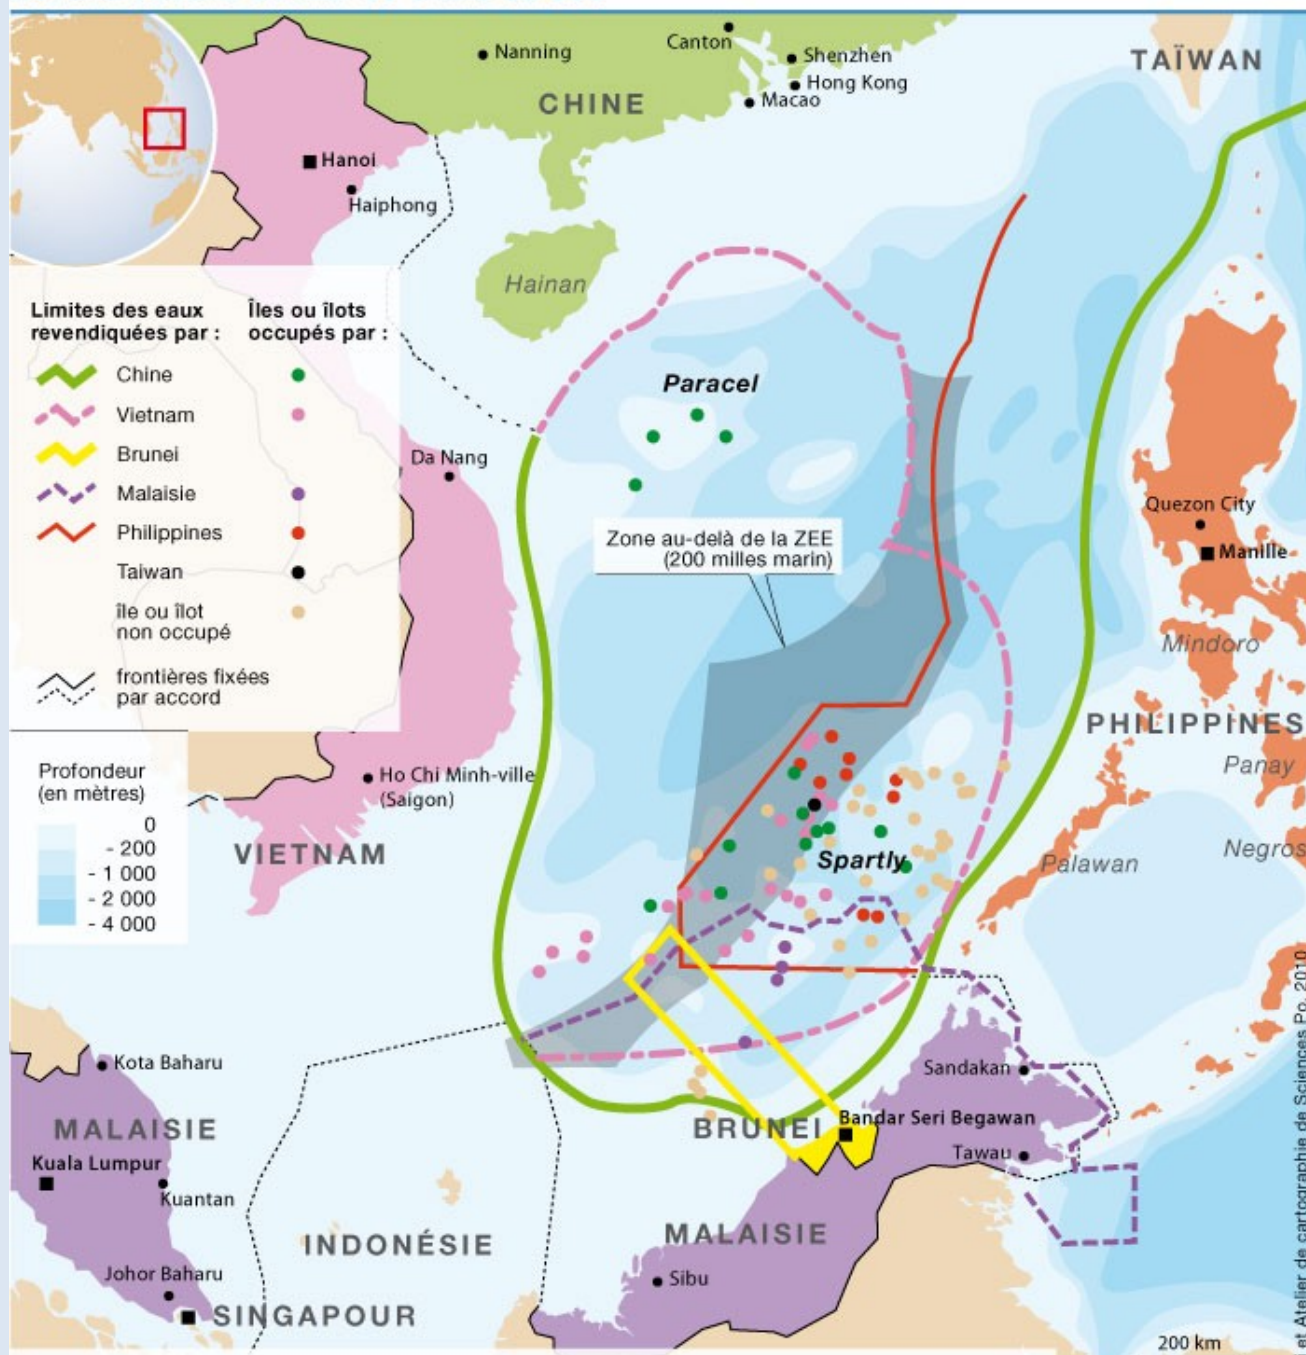 Nanning
Canton
Shenzhen
Hong Kong
Macao
CHINE
TAÏWAN
Hanoi
Haiphong
Hainan
Limites des eaux
revendiquées par :
Îles ou îlots
occupés par :
Chine
Vietnam
Brunei
Malaisie
Philippines
Taiwan
île ou îlot
non occupé
frontières fixées
par accord
Profondeur
(en mètres)
0
- 200
- 1 000
- 2 000
- 4 000
Paracel
Da Nang
Zone au-delà de la ZEE
(200 milles marin)
Quezon City
Manille
Mindoro
PHILIPPINES
Panay
Negros
Palawan
Ho Chi Minh-ville
(Saigon)
VIETNAM
Spartly
Kota Baharu
MALAISIE
Kuala Lumpur
Kuantan
Johor Baharu
SINGAPOUR
INDONÉSIE
BRUNEI
Bandar Seri Begawan
Sandakan
Tawau
MALAISIE
Sibu
200 km
et Atelier de cartographie de Sciences Po, 2010